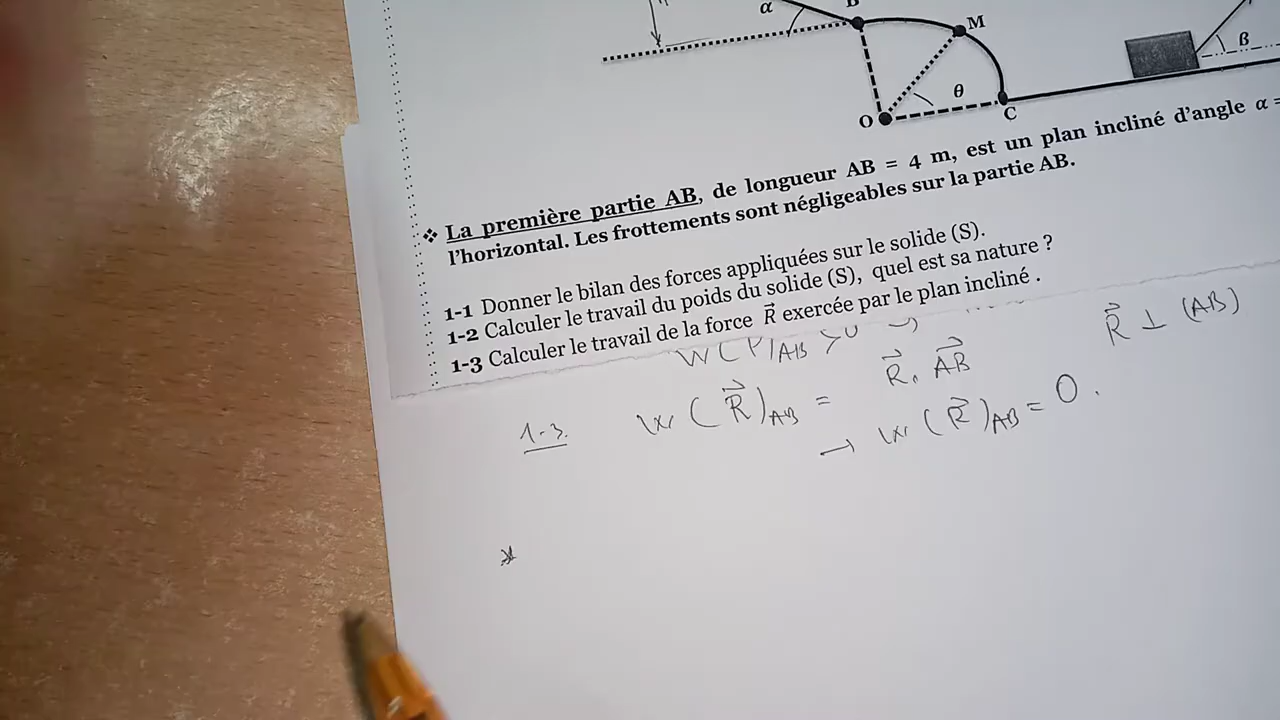 α B M
β
θ
O C
❖ La première partie AB, de longueur AB = 4 m, est un plan incliné d'angle α =
l'horizontal. Les frottements sont négligeables sur la partie AB.
1-1 Donner le bilan des forces appliquées sur le solide (S).
1-2 Calculer le travail du poids du solide (S), quel est sa nature ?
1-3 Calculer le travail de la force R⃗ exercée par le plan incliné .
W(P)AB > 0 → ...
1-3. W(R⃗)AB = R⃗. AB⃗ R⃗ ⊥ (AB)
→ W(R⃗)AB = 0 .
*